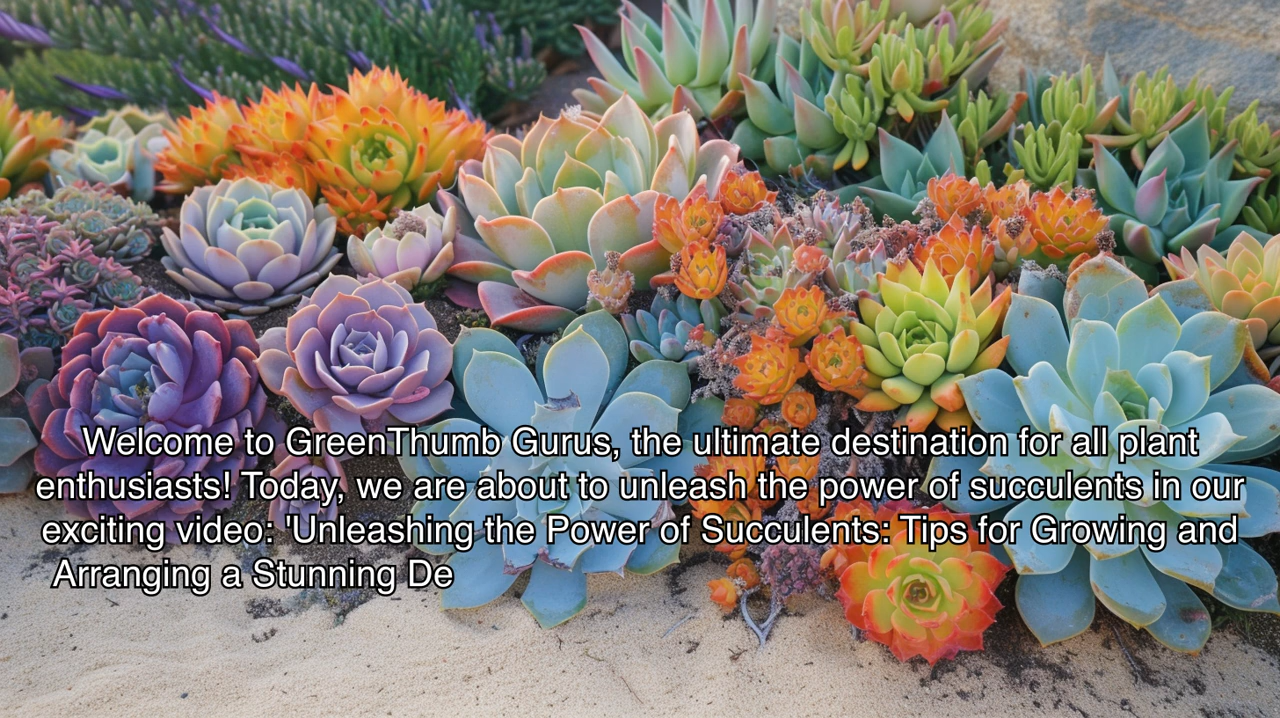 Welcome to GreenThumb Gurus, the ultimate destination for all plant
enthusiasts! Today, we are about to unleash the power of succulents in our
exciting video: 'Unleashing the Power of Succulents: Tips for Growing and
Arranging a Stunning De